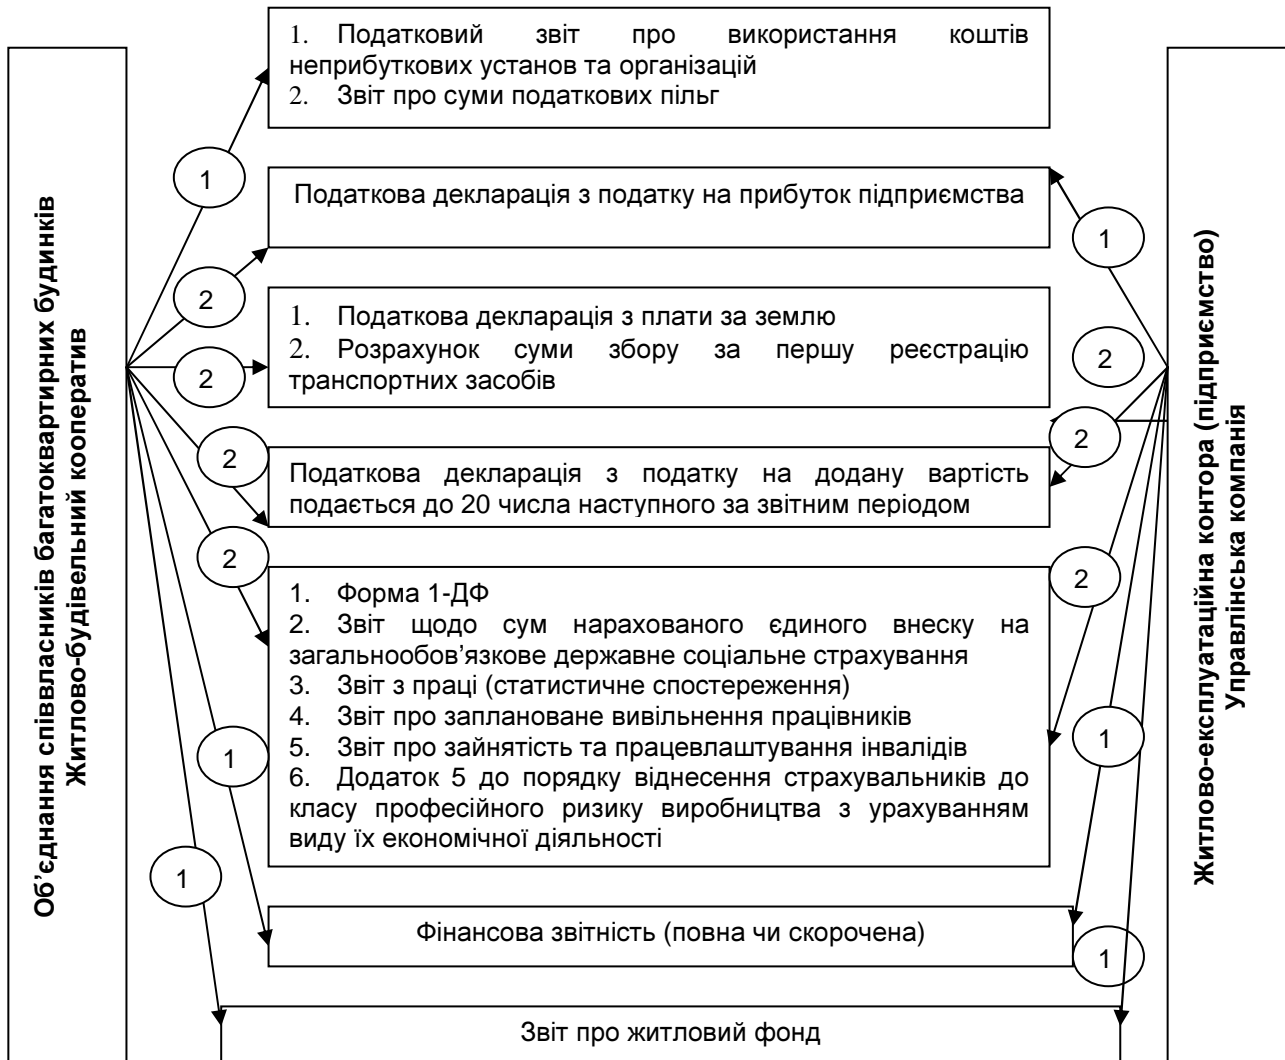 Об’єднання співвласників багатоквартирних будинків
Житлово-будівельний кооператив
1. Податковий звіт про використання коштів
неприбуткових установ та організацій
2. Звіт про суми податкових пільг
1
Податкова декларація з податку на прибуток підприємства
1
2
1. Податкова декларація з плати за землю
2. Розрахунок суми збору за першу реєстрацію
транспортних засобів
2
2
Податкова декларація з податку на додану вартість
подається до 20 числа наступного за звітним періодом
2
2
2
2
1. Форма 1-ДФ
2. Звіт щодо сум нарахованого єдиного внеску на
загальнообов’язкове державне соціальне страхування
3. Звіт з праці (статистичне спостереження)
4. Звіт про заплановане вивільнення працівників
5. Звіт про зайнятість та працевлаштування інвалідів
6. Додаток 5 до порядку віднесення страхувальників до
класу професійного ризику виробництва з урахуванням
виду їх економічної діяльності
1
1
1
Фінансова звітність (повна чи скорочена)
1
Звіт про житловий фонд
Житлово-експлуатаційна контора (підприємство)
Управлінська компанія